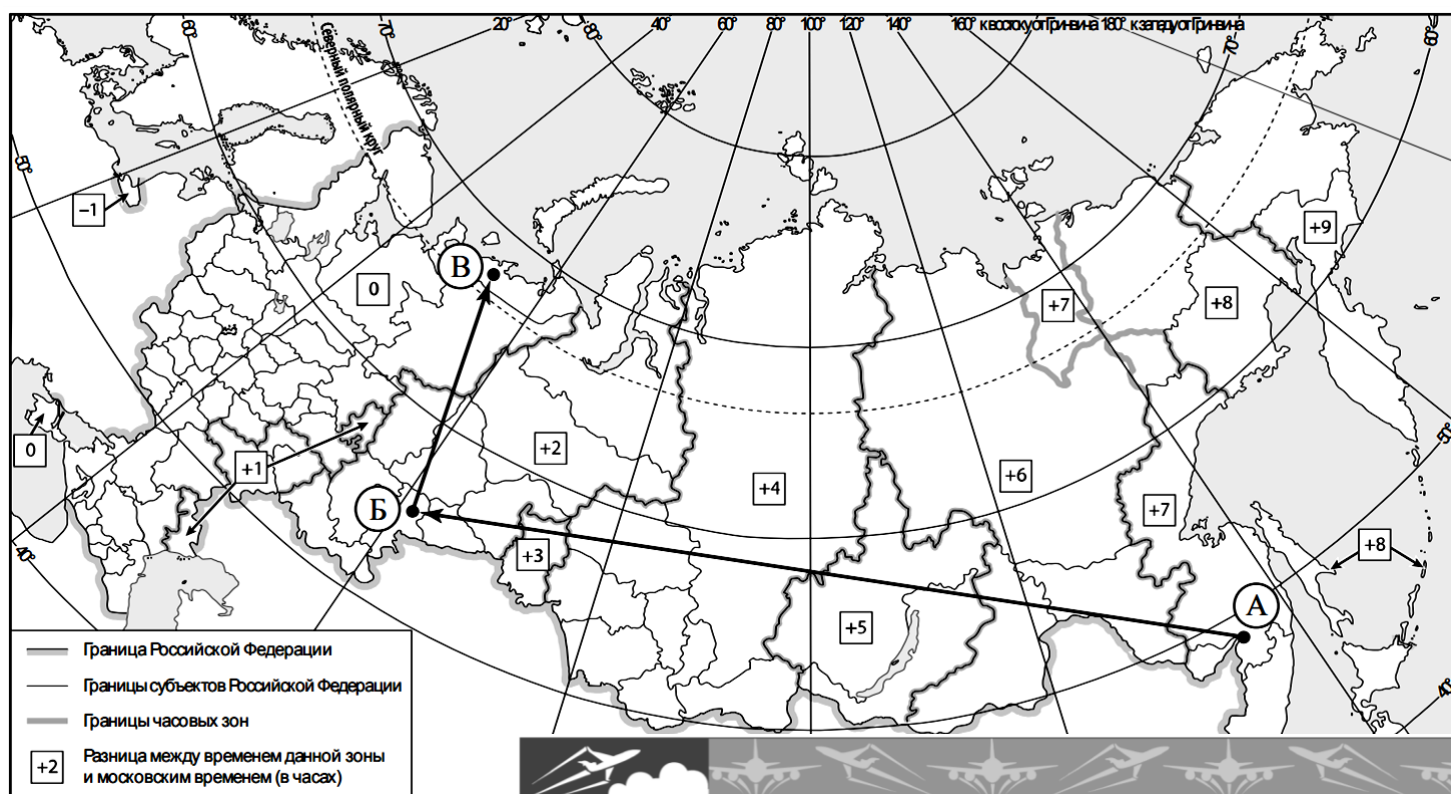 60°
70°
20°
80°
40°
80°
100°
120°
140°
160° к востоку от Гринвича 180° к западу от Гринвича
70°
60°
Северный полярный
круг
60°
50°
−1
0
В
+9
+7
+8
0
+1
+2
+4
+6
+7
50°
Б
+3
+8
А
40°
+5
40°
Граница Российской Федерации
Границы субъектов Российской Федерации
Границы часовых зон
+2
Разница между временем данной зоны
и московским временем (в часах)